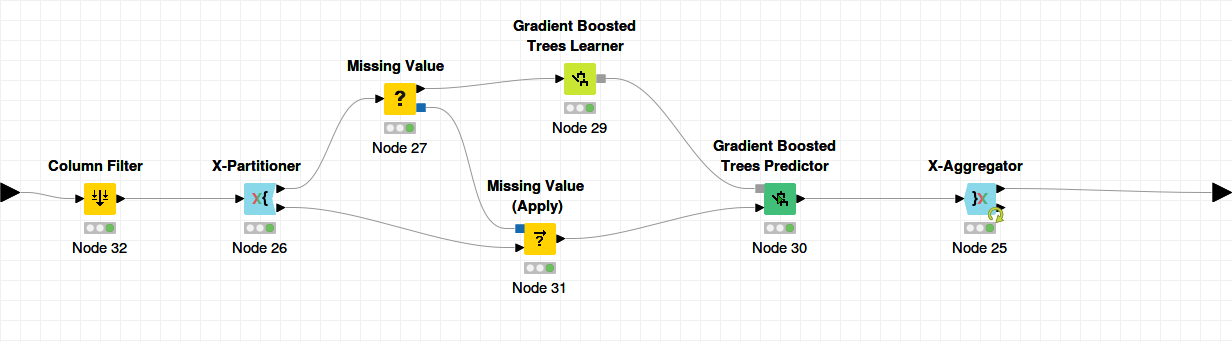 Gradient Boosted
Trees Learner
Missing Value
?
Node 29
Node 27
Gradient Boosted
Trees Predictor
Column Filter
X-Partitioner
X-Aggregator
Missing Value
(Apply)
X{
}X
?
Node 32
Node 26
Node 30
Node 25
Node 31